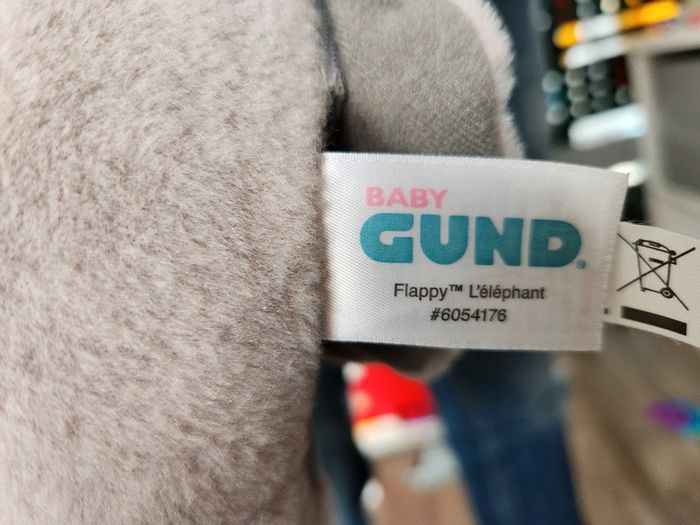 BABY
GUND®
Flappy™ L'éléphant
#6054176